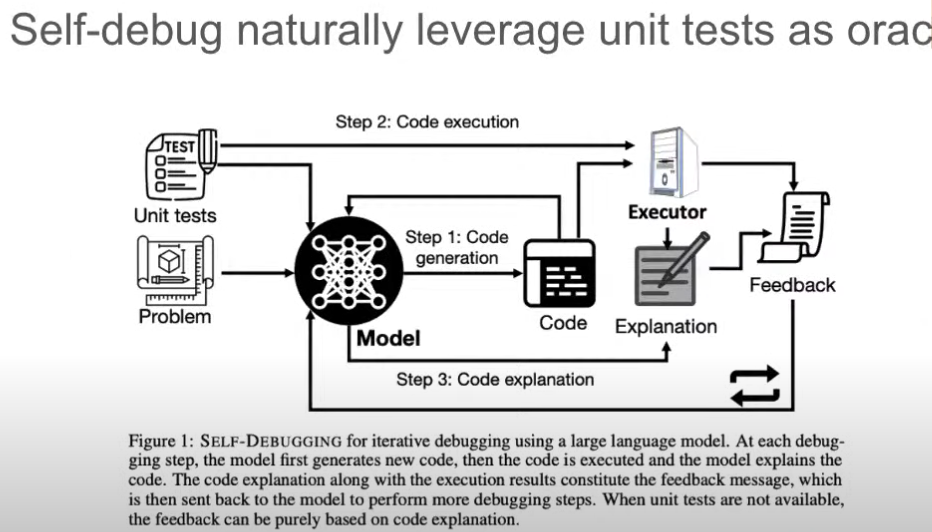 Self-debug naturally leverage unit tests as orac
Step 2: Code execution
TEST
Unit tests
Executor
Step 1: Code
generation
Problem
Model
Code
Explanation
Feedback
Step 3: Code explanation
Figure 1: SELF-DEBUGGING for iterative debugging using a large language model. At each debug-
ging step, the model first generates new code, then the code is executed and the model explains the
code. The code explanation along with the execution results constitute the feedback message, which
is then sent back to the model to perform more debugging steps. When unit tests are not available,
the feedback can be purely based on code explanation.